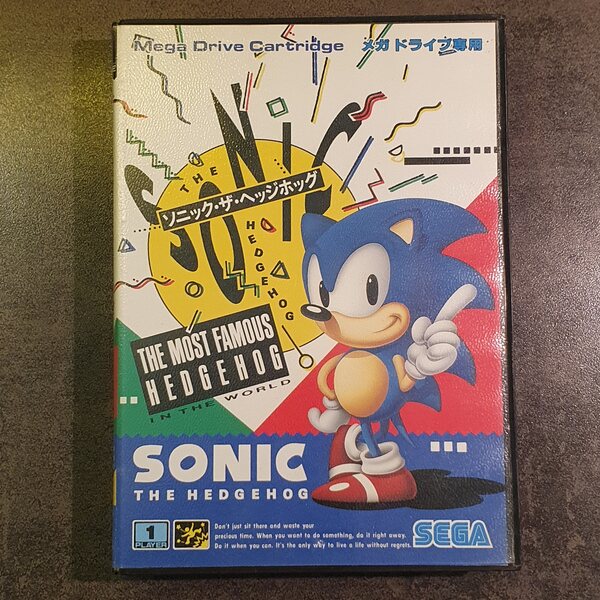 Mega Drive Cartridge メガドライブ専用
THE
SONIC
ソニック・ザ・ヘッジホッグ
HEDGEHOG
THE MOST FAMOUS
HEDGEHOG
IN THE WORLD
SONIC
THE HEDGEHOG
1
PLAYER
Don't just sit there and waste your
precious time. When you want to do something, do it right away.
Do it when you can. It's the only way to live a life without regrets.
SEGA